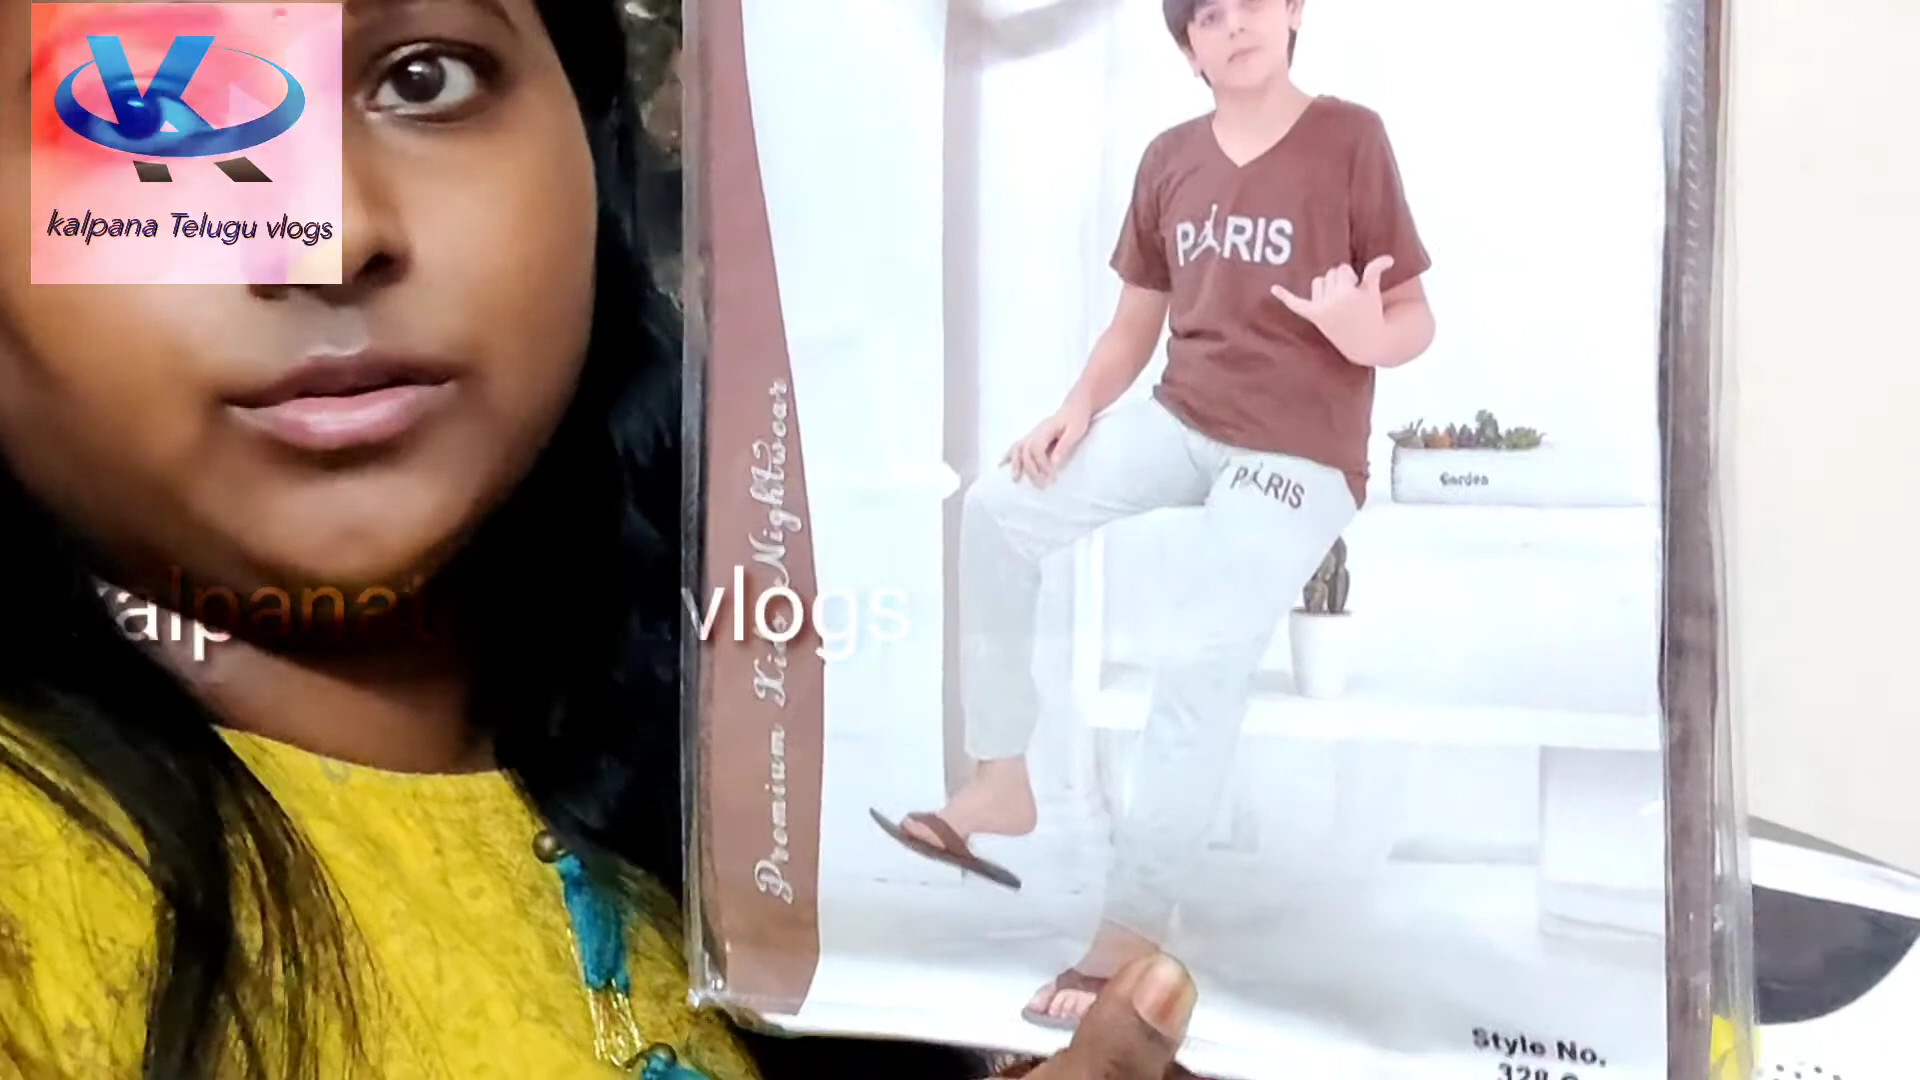 kalpana Telugu vlogs
PARIS
PARIS
Garden
Premium Kids Nightwear
vlogs
Style No.